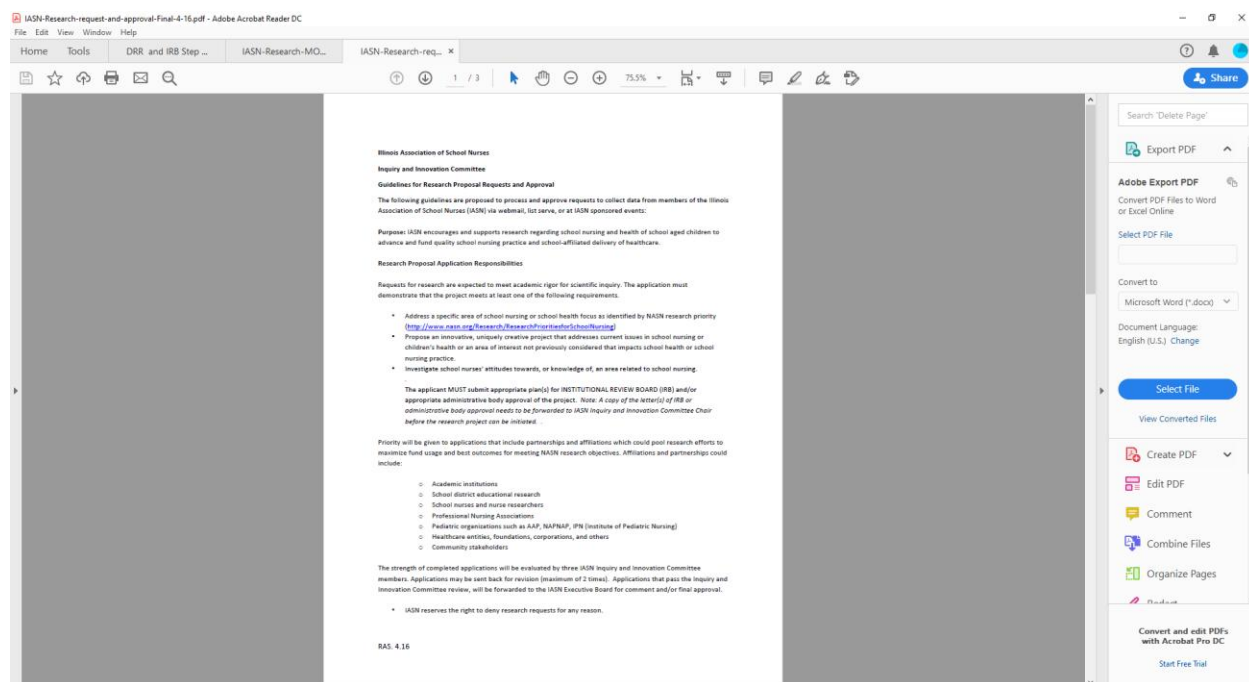 IASN-Research-request-and-approval-Final-4-16.pdf - Adobe Acrobat Reader DC
File Edit View Window Help
Home Tools DRR and IRB Step ... IASN-Research-MO... IASN-Research-req... ×
1 / 3 75.5% Share
Illinois Association of School Nurses
Inquiry and Innovation Committee
Guidelines for Research Proposal Requests and Approval
The following guidelines are proposed to process and approve requests to collect data from members of the Illinois
Association of School Nurses (IASN) via webmail, list serve, or at IASN sponsored events:
Purpose: IASN encourages and supports research regarding school nursing and health of school aged children to
advance and fund quality school nursing practice and school-affiliated delivery of healthcare.
Research Proposal Application Responsibilities
Requests for research are expected to meet academic rigor for scientific inquiry. The application must
demonstrate that the project meets at least one of the following requirements.
• Address a specific area of school nursing or school health focus as identified by NASN research priority
(http://www.nasn.org/Research/ResearchPrioritiesforSchoolNursing)
• Propose an innovative, uniquely creative project that addresses current issues in school nursing or
children's health or an area of interest not previously considered that impacts school health or school
nursing practice.
• Investigate school nurses' attitudes towards, or knowledge of, an area related to school nursing.
.
The applicant MUST submit appropriate plan(s) for INSTITUTIONAL REVIEW BOARD (IRB) and/or
appropriate administrative body approval of the project. Note: A copy of the letter(s) of IRB or
administrative body approval needs to be forwarded to IASN Inquiry and Innovation Committee Chair
before the research project can be initiated. .
Priority will be given to applications that include partnerships and affiliations which could pool research efforts to
maximize fund usage and best outcomes for meeting NASN research objectives. Affiliations and partnerships could
include:
o Academic institutions
o School district educational research
o School nurses and nurse researchers
o Professional Nursing Associations
o Pediatric organizations such as AAP, NAPNAP, IPN (Institute of Pediatric Nursing)
o Healthcare entities, foundations, corporations, and others
o Community stakeholders
The strength of completed applications will be evaluated by three IASN Inquiry and Innovation Committee
members. Applications may be sent back for revision (maximum of 2 times). Applications that pass the Inquiry and
Innovation Committee review, will be forwarded to the IASN Executive Board for comment and/or final approval.
• IASN reserves the right to deny research requests for any reason.
RAS. 4.16
Search 'Delete Page'
Export PDF
Adobe Export PDF
Convert PDF Files to Word
or Excel Online
Select PDF File
Convert to
Microsoft Word (*.docx)
Document Language:
English (U.S.) Change
Select File
View Converted Files
Create PDF
Edit PDF
Comment
Combine Files
Organize Pages
Redact
Convert and edit PDFs
with Acrobat Pro DC
Start Free Trial